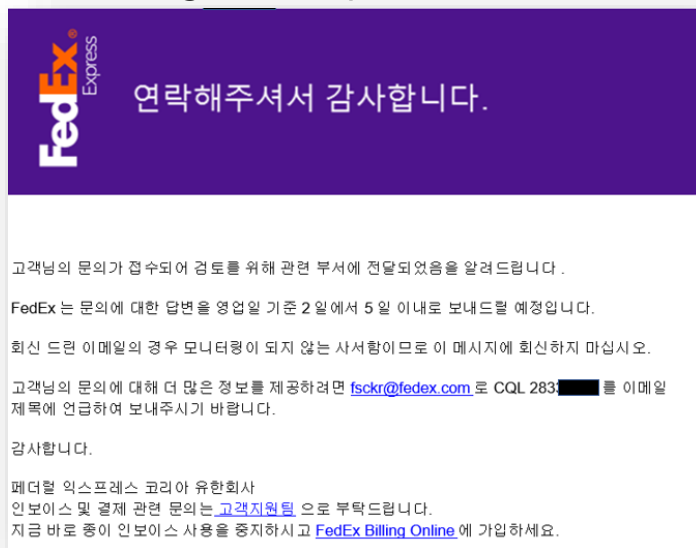 FedEx®
Express
연락해주셔서 감사합니다.
고객님의 문의가 접수되어 검토를 위해 관련 부서에 전달되었음을 알려드립니다 .
FedEx 는 문의에 대한 답변을 영업일 기준 2 일에서 5 일 이내로 보내드릴 예정입니다.
회신 드린 이메일의 경우 모니터링이 되지 않는 사서함이므로 이 메시지에 회신하지 마십시오.
고객님의 문의에 대해 더 많은 정보를 제공하려면 fsckr@fedex.com 로 CQL 283 를 이메일
제목에 언급하여 보내주시기 바랍니다.
감사합니다.
페더럴 익스프레스 코리아 유한회사
인보이스 및 결제 관련 문의는 고객지원팀 으로 부탁드립니다.
지금 바로 종이 인보이스 사용을 중지하시고 FedEx Billing Online 에 가입하세요.